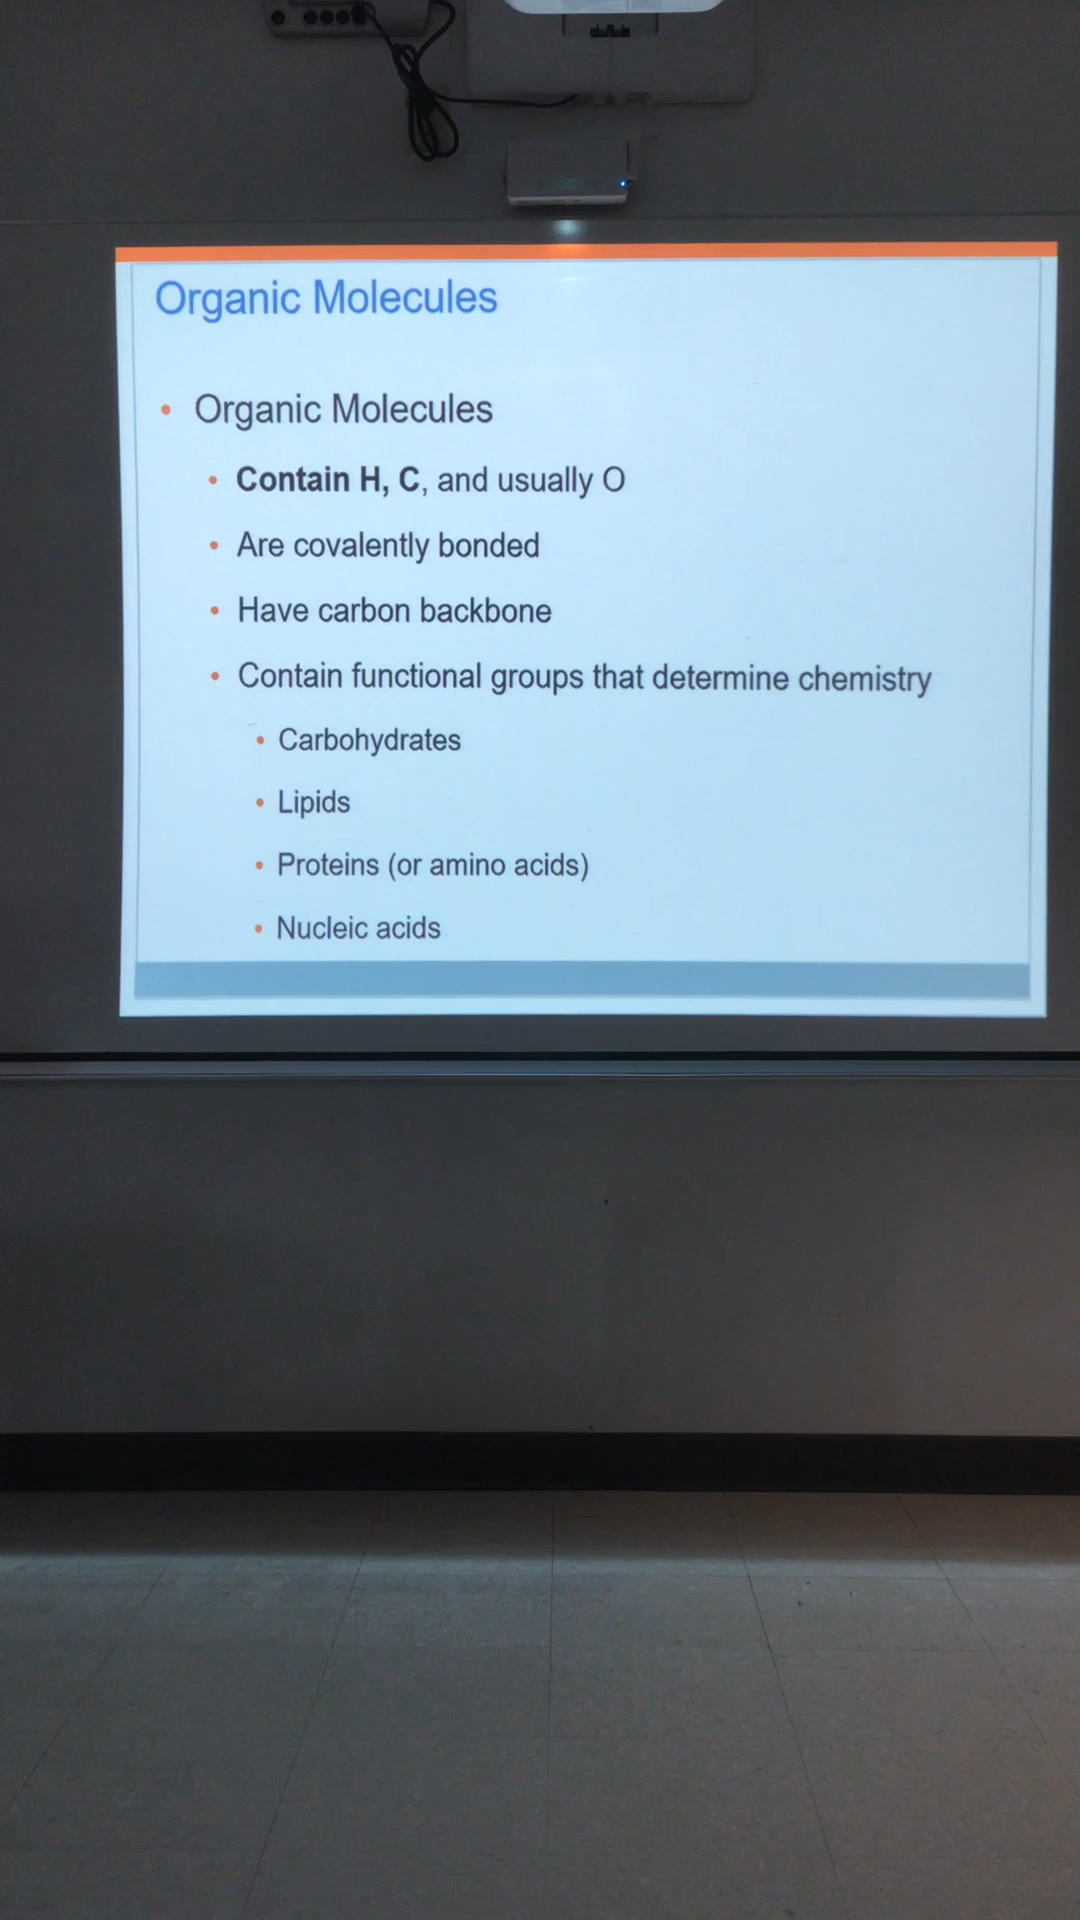 Organic Molecules
• Organic Molecules
• Contain H, C, and usually O
• Are covalently bonded
• Have carbon backbone
• Contain functional groups that determine chemistry
• Carbohydrates
• Lipids
• Proteins (or amino acids)
• Nucleic acids